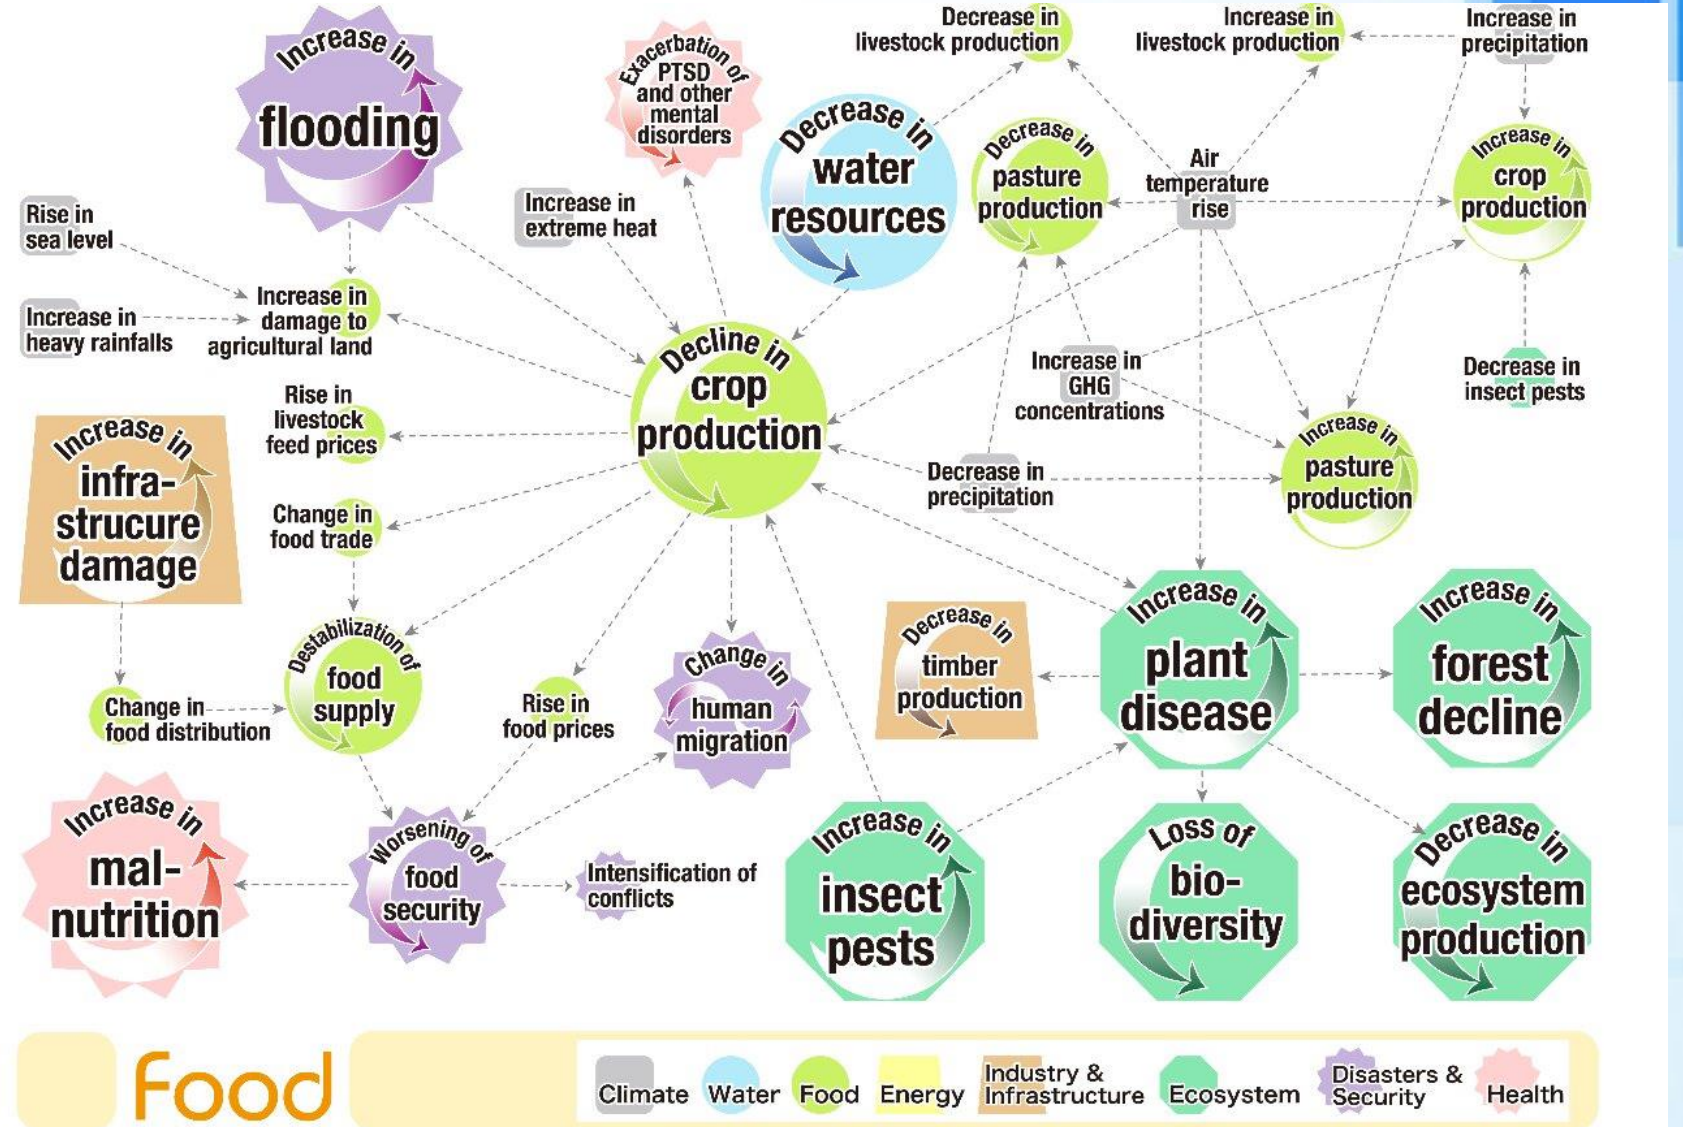 Increase in
flooding
Exacerbation of
PTSD
and other
mental
disorders
Decrease in
livestock production
Increase in
livestock production
Increase in
precipitation
Decrease in
water
resources
Decrease in
pasture
production
Air
temperature
rise
Increase in
crop
production
Rise in
sea level
Increase in
extreme heat
Increase in
heavy rainfalls
Increase in
damage to
agricultural land
Decline in
crop
production
Increase in
GHG
concentrations
Decrease in
insect pests
Rise in
livestock
feed prices
Increase in
infra-
strucure
damage
Change in
food trade
Decrease in
precipitation
Increase in
pasture
production
Destabilization of
food
supply
Change in
food distribution
Rise in
food prices
Change in
human
migration
Decrease in
timber
production
Increase in
plant
disease
Increase in
forest
decline
Increase in
mal-
nutrition
Worsening of
food
security
Intensification of
conflicts
Increase in
insect
pests
Loss of
bio-
diversity
Decrease in
ecosystem
production
Food
Climate
Water
Food
Energy
Industry &
Infrastructure
Ecosystem
Disasters &
Security
Health